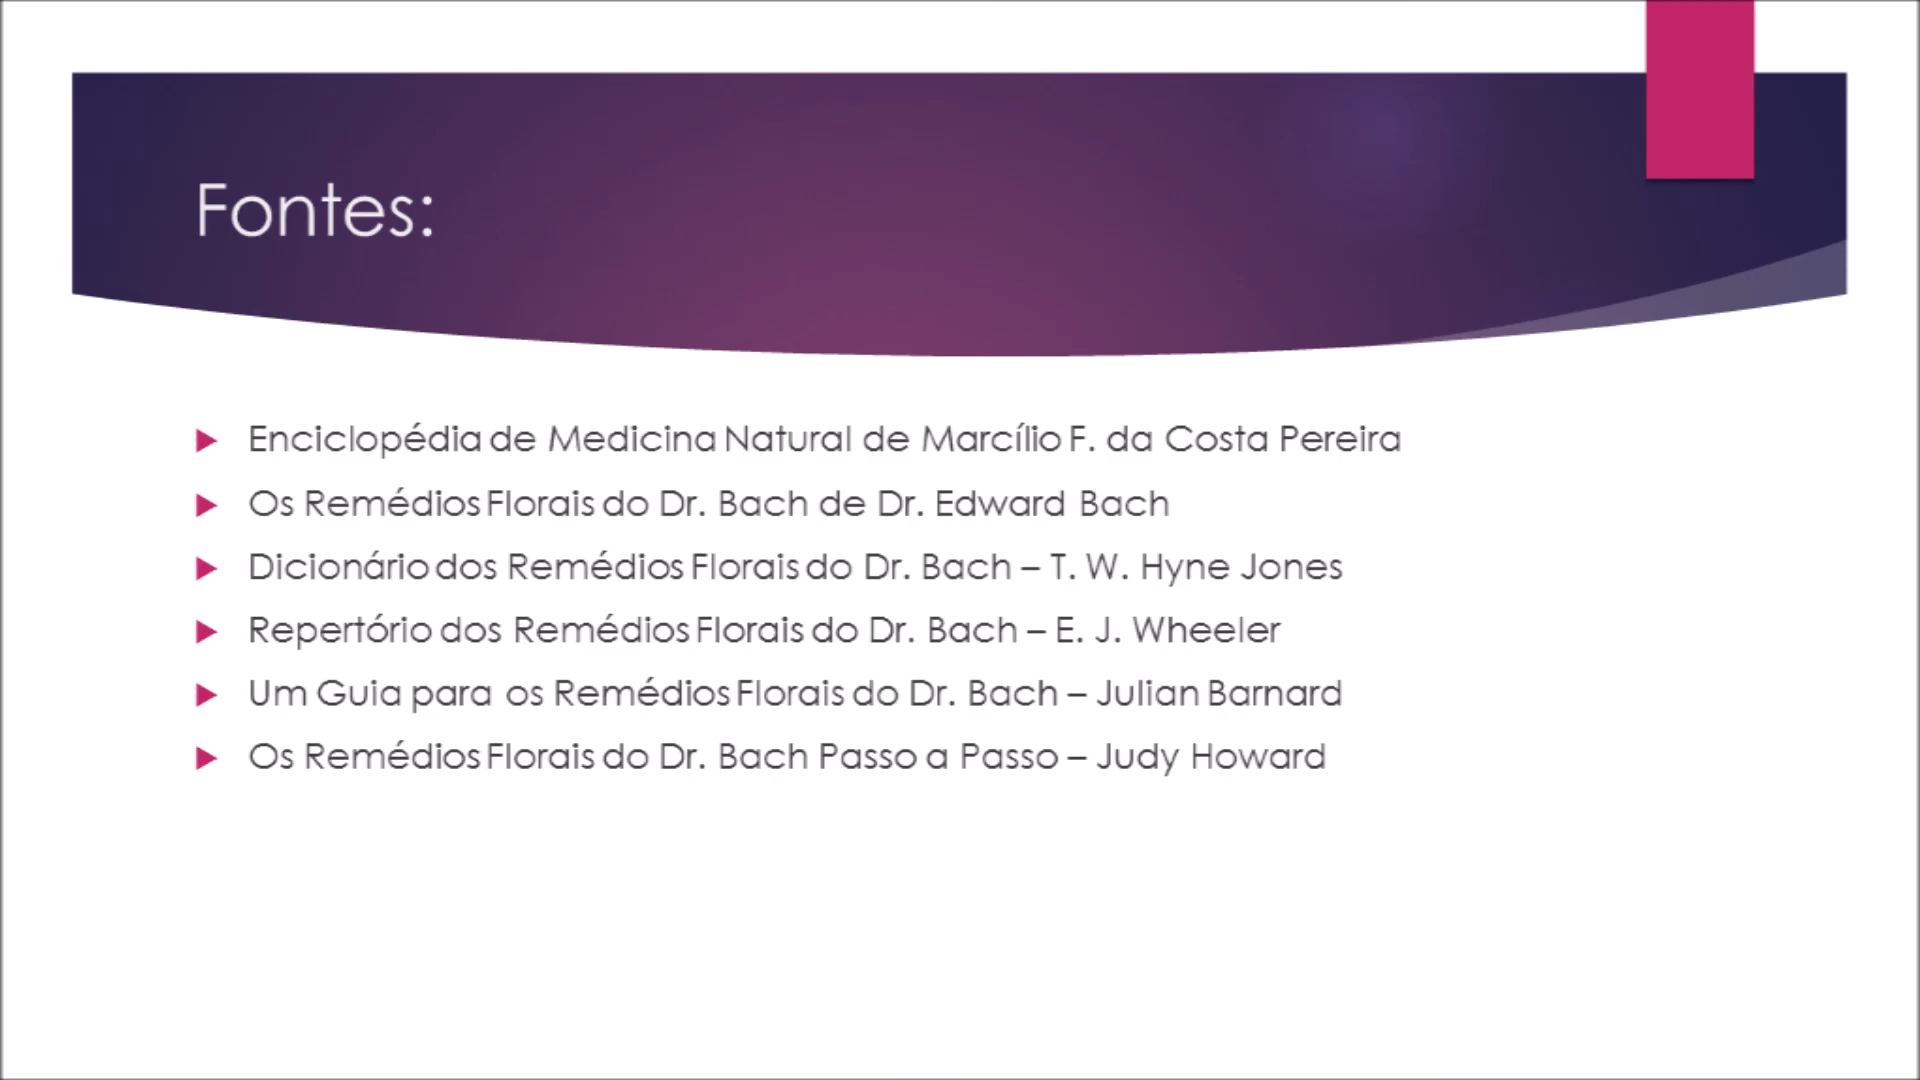 Fontes:
Enciclopédia de Medicina Natural de Marcílio F. da Costa Pereira
Os Remédios Florais do Dr. Bach de Dr. Edward Bach
Dicionário dos Remédios Florais do Dr. Bach – T. W. Hyne Jones
Repertório dos Remédios Florais do Dr. Bach – E. J. Wheeler
Um Guia para os Remédios Florais do Dr. Bach – Julian Barnard
Os Remédios Florais do Dr. Bach Passo a Passo – Judy Howard